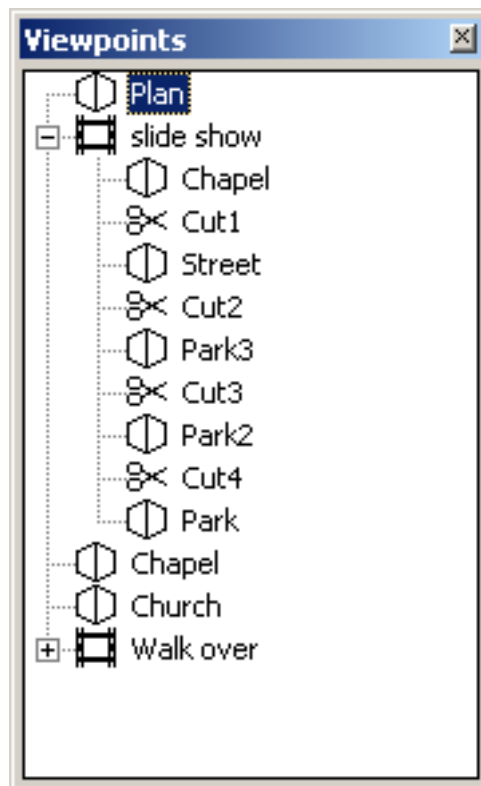 Viewpoints
Plan
slide show
Chapel
Cut1
Street
Cut2
Park3
Cut3
Park2
Cut4
Park
Chapel
Church
Walk over